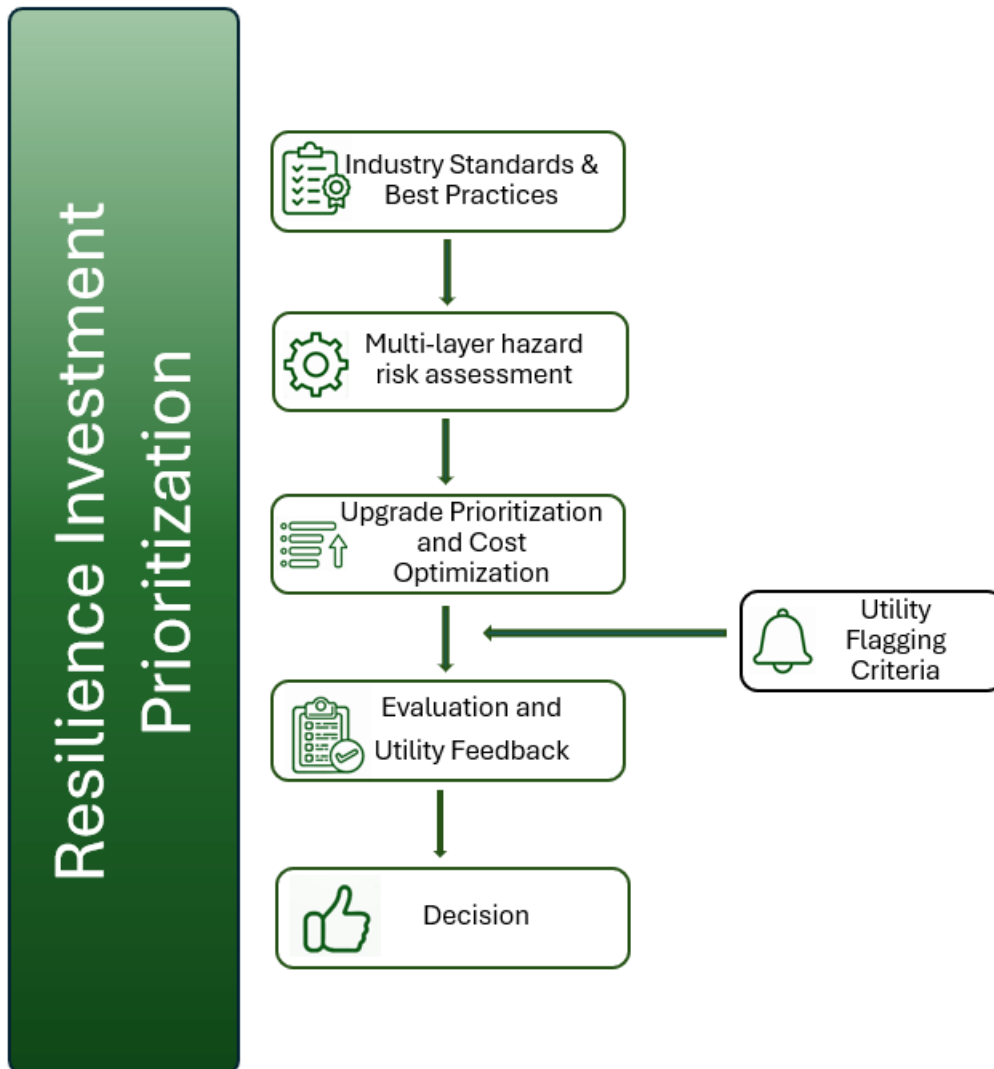 Resilience Investment
Prioritization
Industry Standards &
Best Practices
Multi-layer hazard
risk assessment
Upgrade Prioritization
and Cost
Optimization
Utility
Flagging
Criteria
Evaluation and
Utility Feedback
Decision